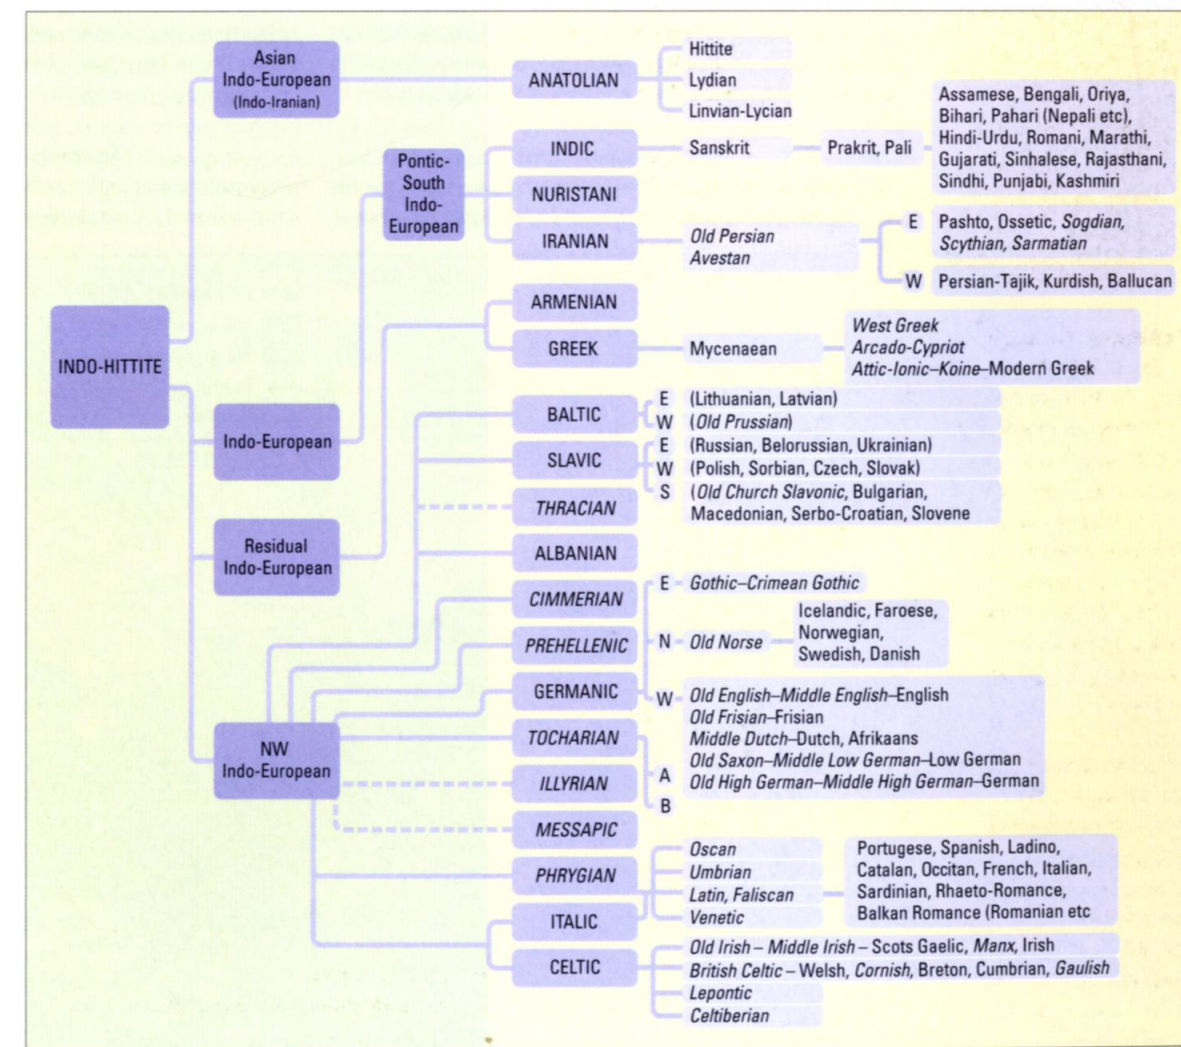 Asian
Indo-European
(Indo-Iranian)
ANATOLIAN
Hittite
Lydian
Linvian-Lycian
Pontic-
South
Indo-
European
INDIC
Sanskrit
Prakrit, Pali
Assamese, Bengali, Oriya,
Bihari, Pahari (Nepali etc),
Hindi-Urdu, Romani, Marathi,
Gujarati, Sinhalese, Rajasthani,
Sindhi, Punjabi, Kashmiri
NURISTANI
IRANIAN
Old Persian
Avestan
E
Pashto, Ossetic, Sogdian,
Scythian, Sarmatian
W
Persian-Tajik, Kurdish, Ballucan
INDO-HITTITE
ARMENIAN
GREEK
Mycenaean
West Greek
Arcado-Cypriot
Attic-Ionic–Koine–Modern Greek
Indo-European
BALTIC
E
(Lithuanian, Latvian)
W
(Old Prussian)
SLAVIC
E
(Russian, Belorussian, Ukrainian)
W
(Polish, Sorbian, Czech, Slovak)
S
(Old Church Slavonic, Bulgarian,
Macedonian, Serbo-Croatian, Slovene
THRACIAN
Residual
Indo-European
ALBANIAN
CIMMERIAN
PREHELLENIC
GERMANIC
E
Gothic–Crimean Gothic
N
Old Norse
Icelandic, Faroese,
Norwegian,
Swedish, Danish
W
Old English–Middle English–English
Old Frisian–Frisian
Middle Dutch–Dutch, Afrikaans
Old Saxon–Middle Low German–Low German
Old High German–Middle High German–German
NW
Indo-European
TOCHARIAN
A
B
ILLYRIAN
MESSAPIC
PHRYGIAN
ITALIC
Oscan
Umbrian
Latin, Faliscan
Venetic
Portugese, Spanish, Ladino,
Catalan, Occitan, French, Italian,
Sardinian, Rhaeto-Romance,
Balkan Romance (Romanian etc
CELTIC
Old Irish – Middle Irish – Scots Gaelic, Manx, Irish
British Celtic – Welsh, Cornish, Breton, Cumbrian, Gaulish
Lepontic
Celtiberian